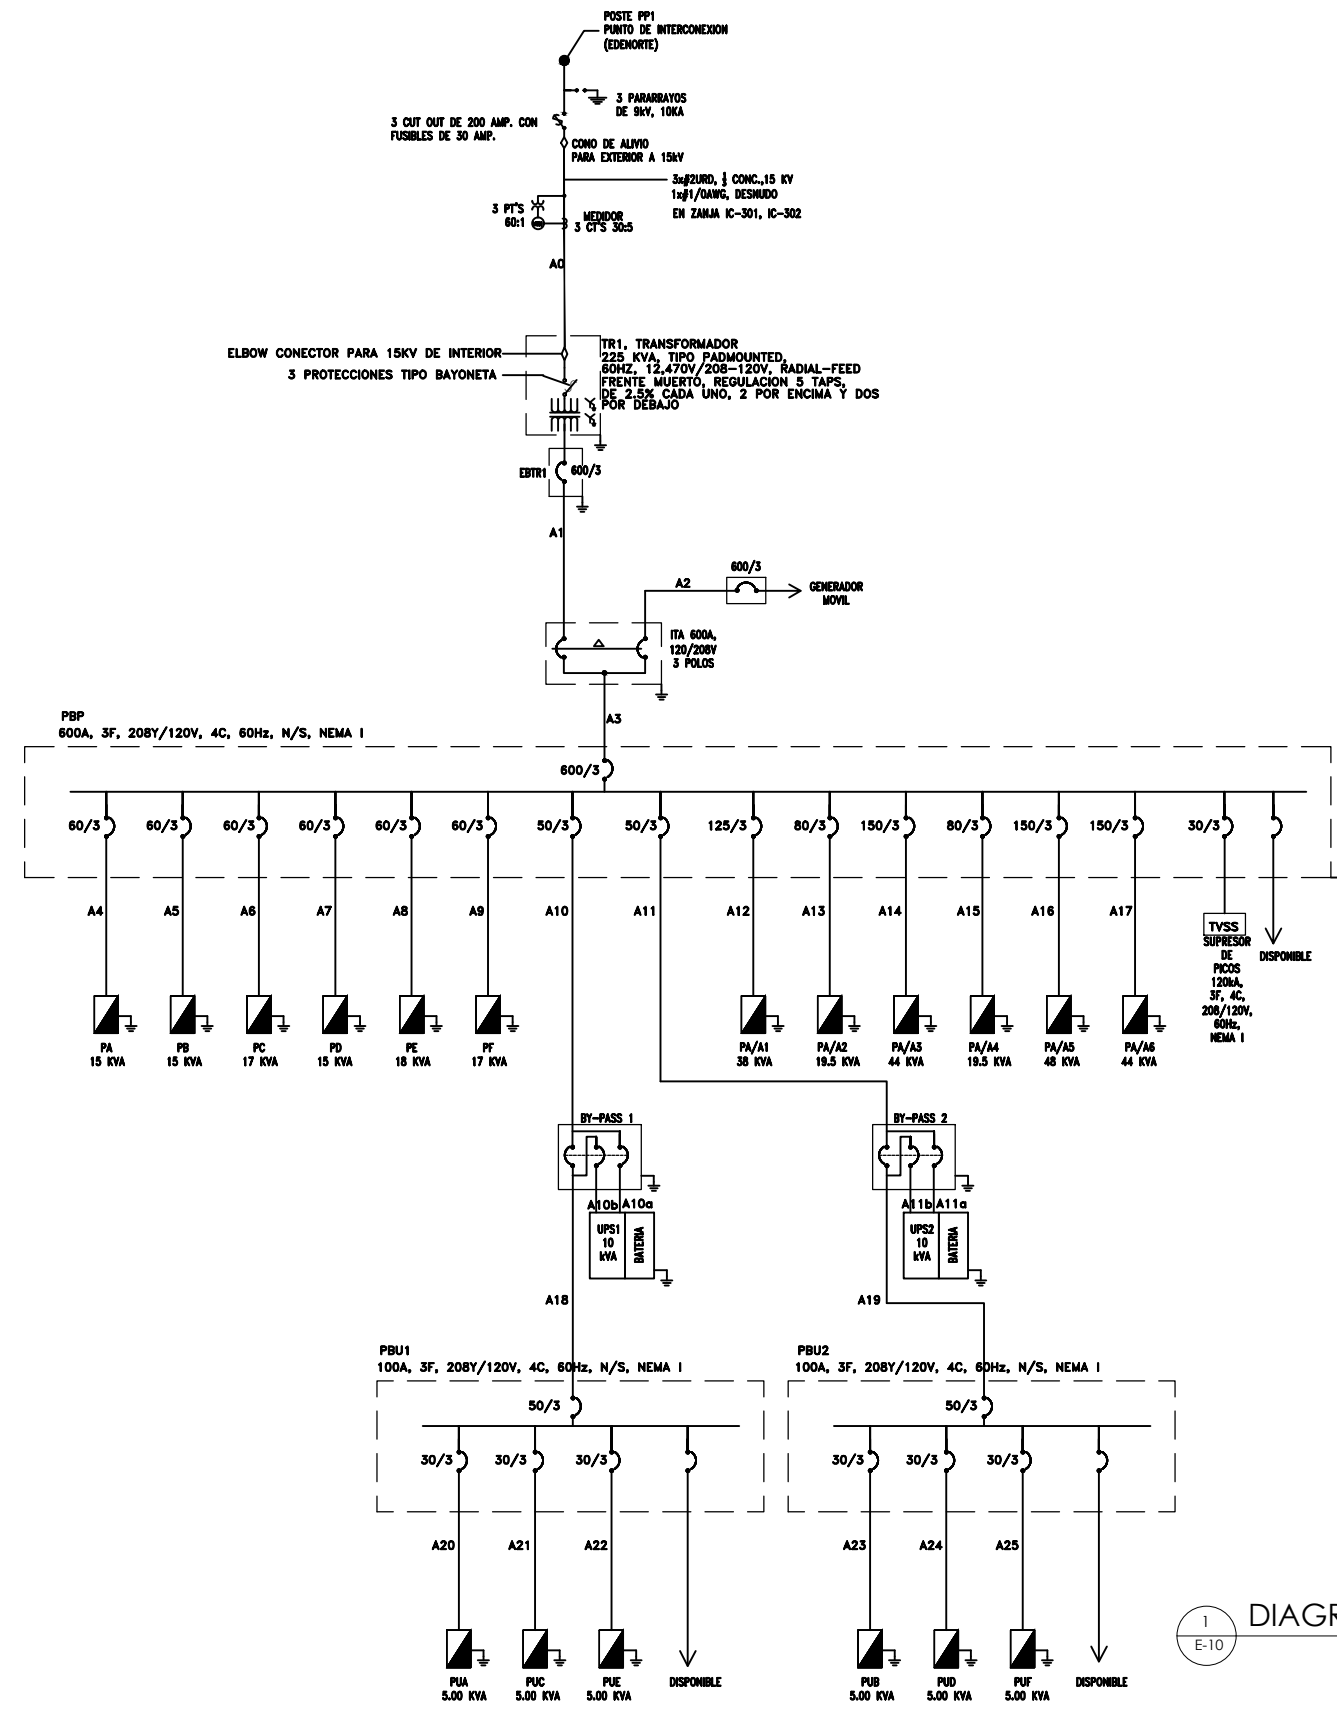 POSTE PP1
PUNTO DE INTERCONEXION
(EDENORTE)
3 PARARRAYOS
DE 9kV, 10KA
3 CUT OUT DE 200 AMP. CON
FUSIBLES DE 30 AMP.
CONO DE ALIVIO
PARA EXTERIOR A 15kV
3x#2URD, ⅓ CONC.,15 KV
1x#1/0AWG, DESNUDO
EN ZANJA IC-301, IC-302
3 PT'S
60:1
MEDIDOR
3 CT'S 30:5
A0
ELBOW CONECTOR PARA 15KV DE INTERIOR
3 PROTECCIONES TIPO BAYONETA
TR1, TRANSFORMADOR
225 KVA, TIPO PADMOUNTED,
60HZ, 12,470V/208-120V, RADIAL-FEED
FRENTE MUERTO, REGULACION 5 TAPS,
DE 2.5% CADA UNO, 2 POR ENCIMA Y DOS
POR DEBAJO
EBTR1
600/3
A1
A2
600/3
GENERADOR
MOVIL
ITA 600A,
120/208V
3 POLOS
A3
PBP
600A, 3F, 208Y/120V, 4C, 60Hz, N/S, NEMA I
600/3
60/3 60/3 60/3 60/3 60/3 60/3 50/3 50/3 125/3 80/3 150/3 80/3 150/3 150/3 30/3
A4 A5 A6 A7 A8 A9 A10 A11 A12 A13 A14 A15 A16 A17
TVSS
SUPRESOR
DE
PICOS
120kA,
3F, 4C,
208/120V,
60Hz,
NEMA I
DISPONIBLE
PA
15 KVA
PB
15 KVA
PC
17 KVA
PD
15 KVA
PE
18 KVA
PF
17 KVA
PA/A1
38 KVA
PA/A2
19.5 KVA
PA/A3
44 KVA
PA/A4
19.5 KVA
PA/A5
48 KVA
PA/A6
44 KVA
BY-PASS 1
A10b A10a
UPS1
10
kVA
BATERIA
A18
BY-PASS 2
A11b A11a
UPS2
10
kVA
BATERIA
A19
PBU1
100A, 3F, 208Y/120V, 4C, 60Hz, N/S, NEMA I
50/3
30/3 30/3 30/3
A20 A21 A22
PUA
5.00 KVA
PUC
5.00 KVA
PUE
5.00 KVA
DISPONIBLE
PBU2
100A, 3F, 208Y/120V, 4C, 60Hz, N/S, NEMA I
50/3
30/3 30/3 30/3
A23 A24 A25
PUB
5.00 KVA
PUD
5.00 KVA
PUF
5.00 KVA
DISPONIBLE
1
E-10
DIAGR